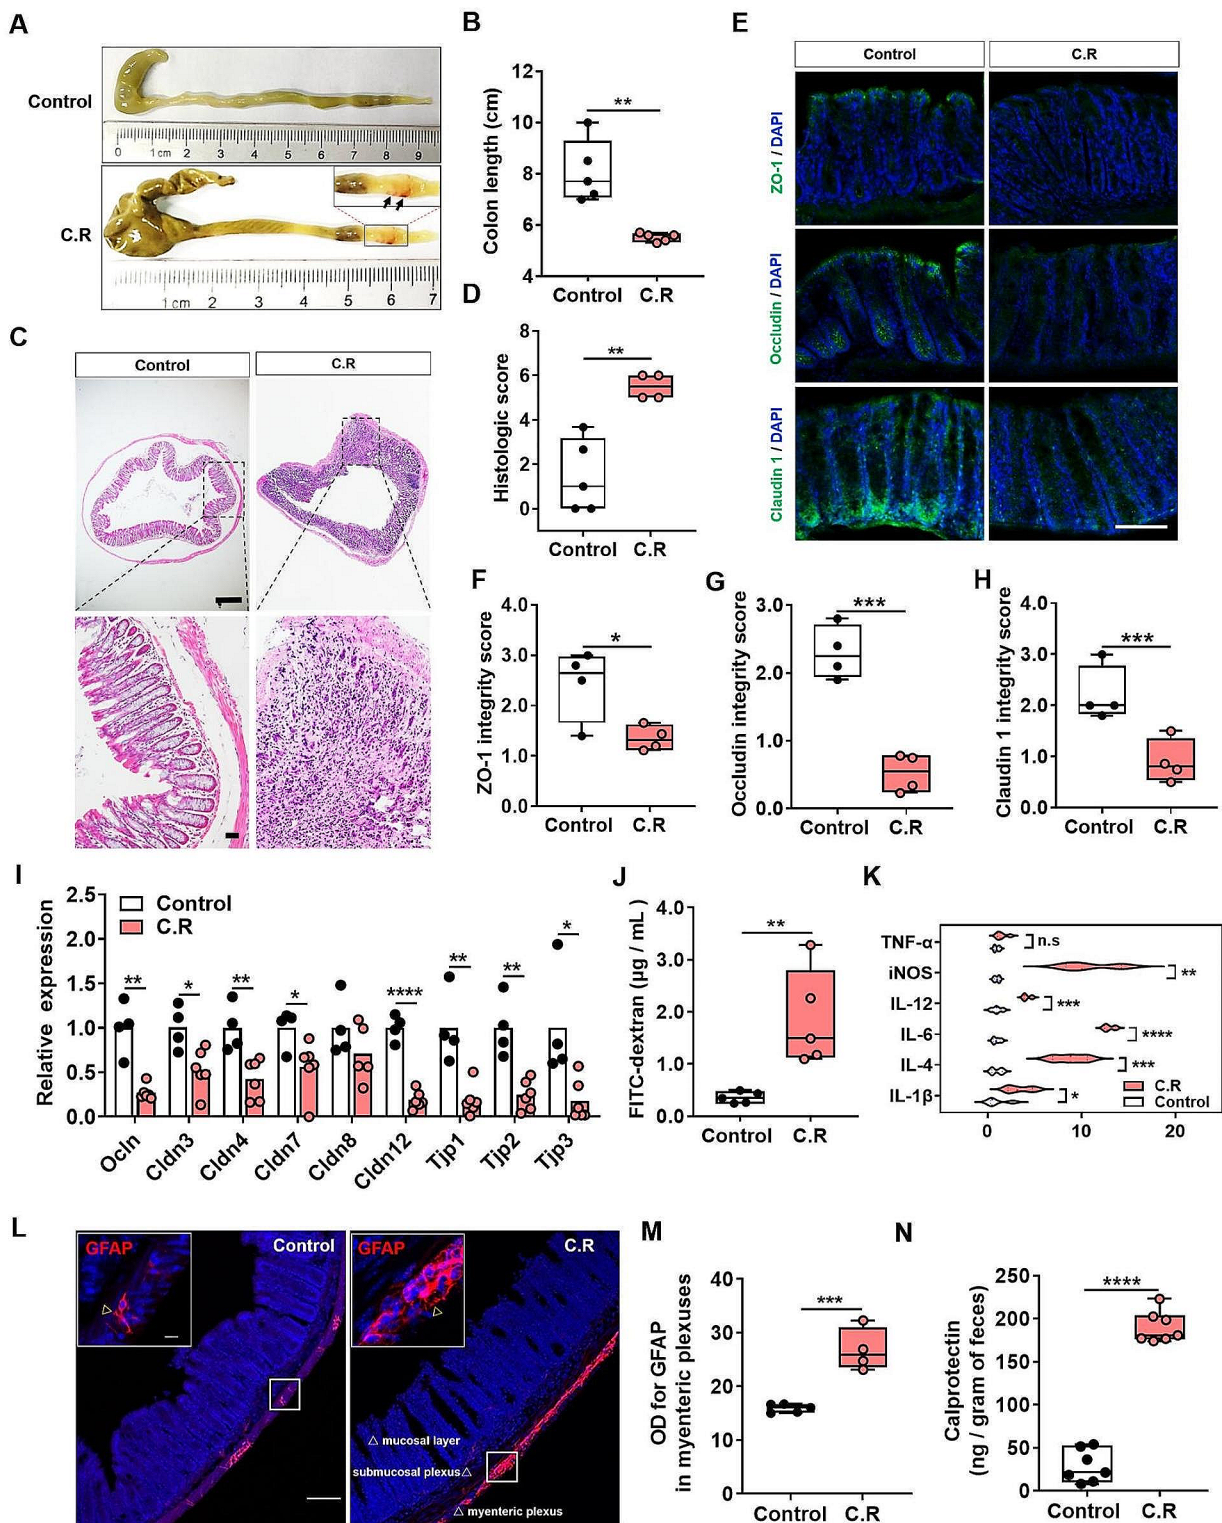 A
Control
0 1 cm 2 3 4 5 6 7 8 9
C.R
1 cm 2 3 4 5 6 7
B
Colon length (cm)
12
10
8
6
4
**
Control C.R
C
Control C.R
D
Histologic score
8
6
4
2
0
**
Control C.R
E
Control C.R
ZO-1 / DAPI
Occludin / DAPI
Claudin 1 / DAPI
F
ZO-1 integrity score
4.0
3.0
2.0
1.0
0.0
*
Control C.R
G
Occludin integrity score
3.0
2.0
1.0
0.0
***
Control C.R
H
Claudin 1 integrity score
4.0
3.0
2.0
1.0
0.0
***
Control C.R
I
Relative expression
2.5
2.0
1.5
1.0
0.5
0.0
Control
C.R
** * ** * **** ** ** *
Ocln Cldn3 Cldn4 Cldn7 Cldn8 Cldn12 Tjp1 Tjp2 Tjp3
J
FITC-dextran (µg / mL )
4.0
3.0
2.0
1.0
0.0
**
Control C.R
K
TNF-α n.s
iNOS **
IL-12 ***
IL-6 ****
IL-4 ***
IL-1β *
C.R
Control
0 10 20
L
GFAP Control
GFAP C.R
△ mucosal layer
submucosal plexus △
△ myenteric plexus
M
OD for GFAP
in myenteric plexuses
40
30
20
10
0
***
Control C.R
N
Calprotectin
(ng / gram of feces)
250
200
150
100
50
0
****
Control C.R